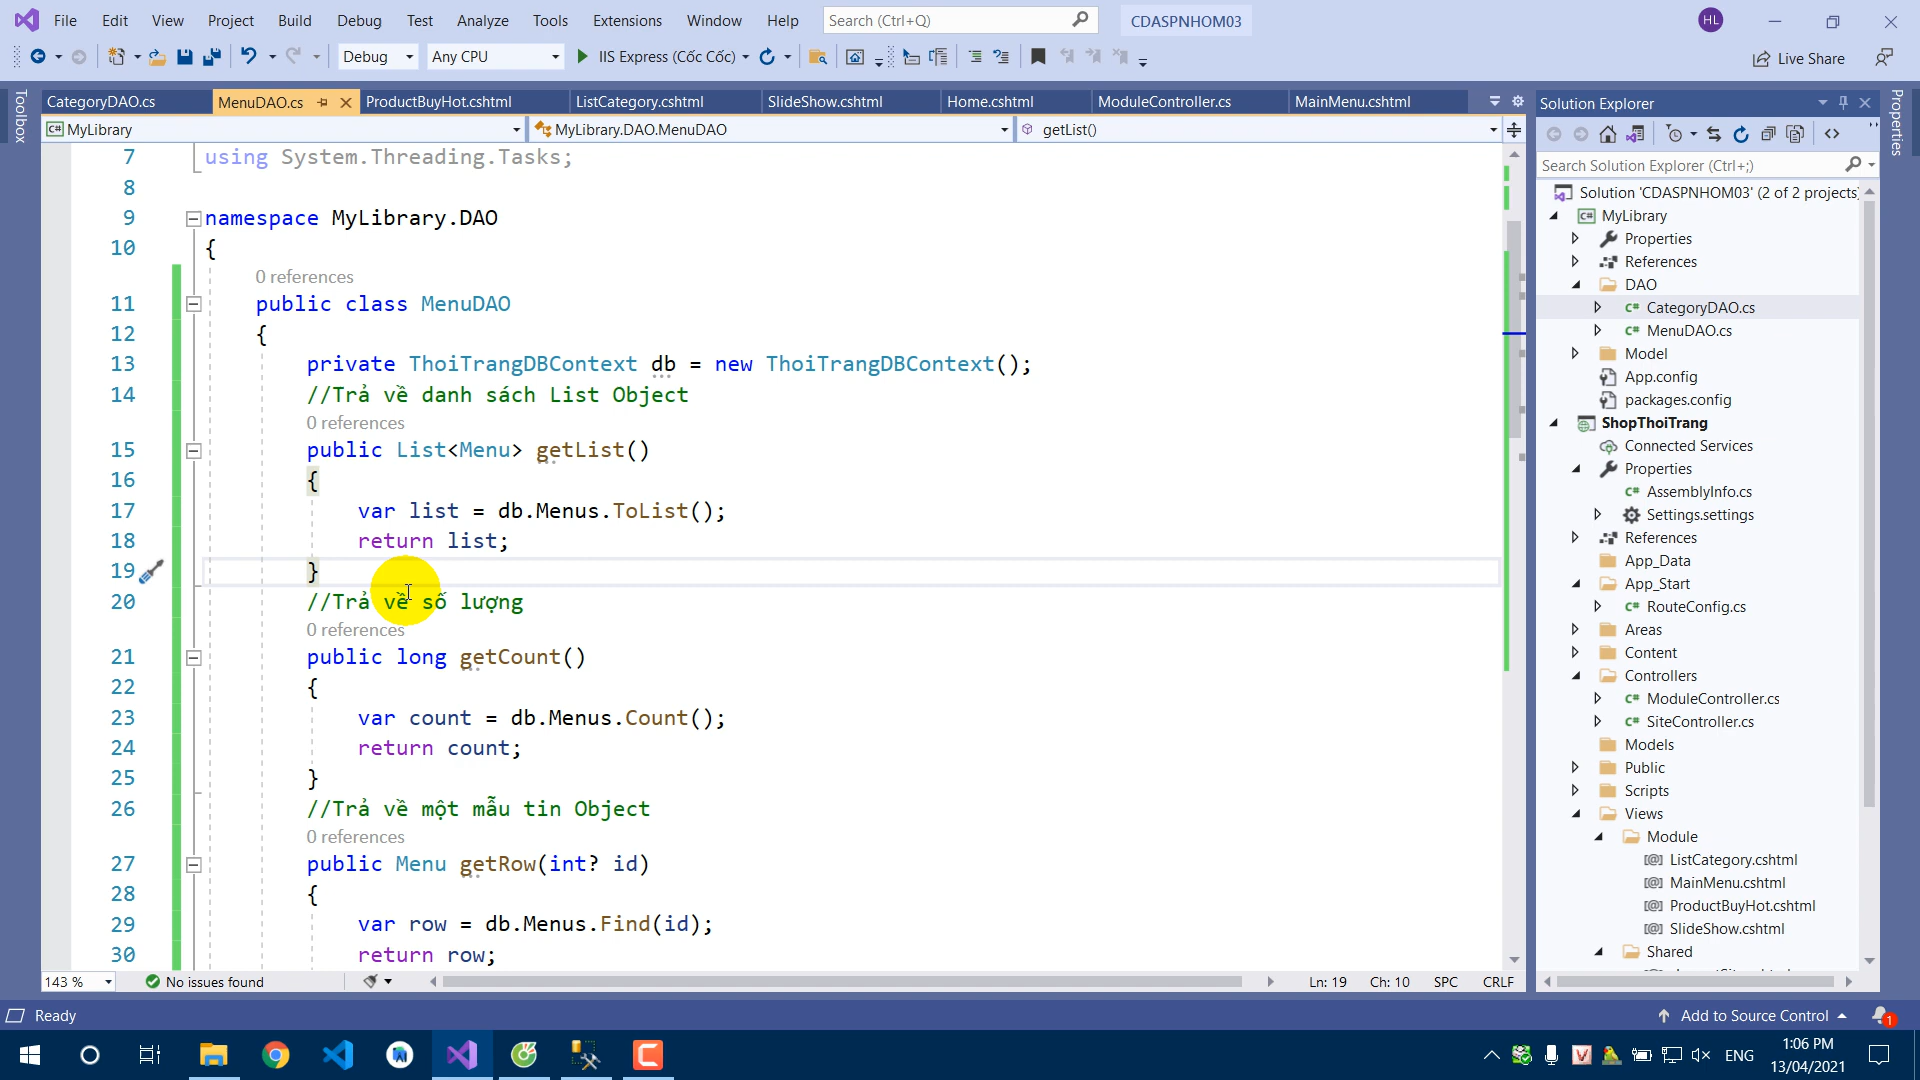 File Edit View Project Build Debug Test Analyze Tools Extensions Window Help Search (Ctrl+Q) CDASPNHOM03 HL
Debug Any CPU IIS Express (Cốc Cốc) Live Share
Toolbox
CategoryDAO.cs MenuDAO.cs ProductBuyHot.cshtml ListCategory.cshtml SlideShow.cshtml Home.cshtml ModuleController.cs MainMenu.cshtml
MyLibrary MyLibrary.DAO.MenuDAO getList()
7 using System.Threading.Tasks;
8
9 namespace MyLibrary.DAO
10 {
0 references
11 public class MenuDAO
12 {
13 private ThoiTrangDBContext db = new ThoiTrangDBContext();
14 //Trả về danh sách List Object
0 references
15 public List<Menu> getList()
16 {
17 var list = db.Menus.ToList();
18 return list;
19 }
20 //Trả về số lượng
0 references
21 public long getCount()
22 {
23 var count = db.Menus.Count();
24 return count;
25 }
26 //Trả về một mẫu tin Object
0 references
27 public Menu getRow(int? id)
28 {
29 var row = db.Menus.Find(id);
30 return row;
143 % No issues found Ln: 19 Ch: 10 SPC CRLF
Solution Explorer
Search Solution Explorer (Ctrl+;)
Solution 'CDASPNHOM03' (2 of 2 projects)
MyLibrary
Properties
References
DAO
CategoryDAO.cs
MenuDAO.cs
Model
App.config
packages.config
ShopThoiTrang
Connected Services
Properties
AssemblyInfo.cs
Settings.settings
References
App_Data
App_Start
RouteConfig.cs
Areas
Content
Controllers
ModuleController.cs
SiteController.cs
Models
Public
Scripts
Views
Module
ListCategory.cshtml
MainMenu.cshtml
ProductBuyHot.cshtml
SlideShow.cshtml
Shared
Properties
Ready Add to Source Control 1
ENG 1:06 PM
13/04/2021